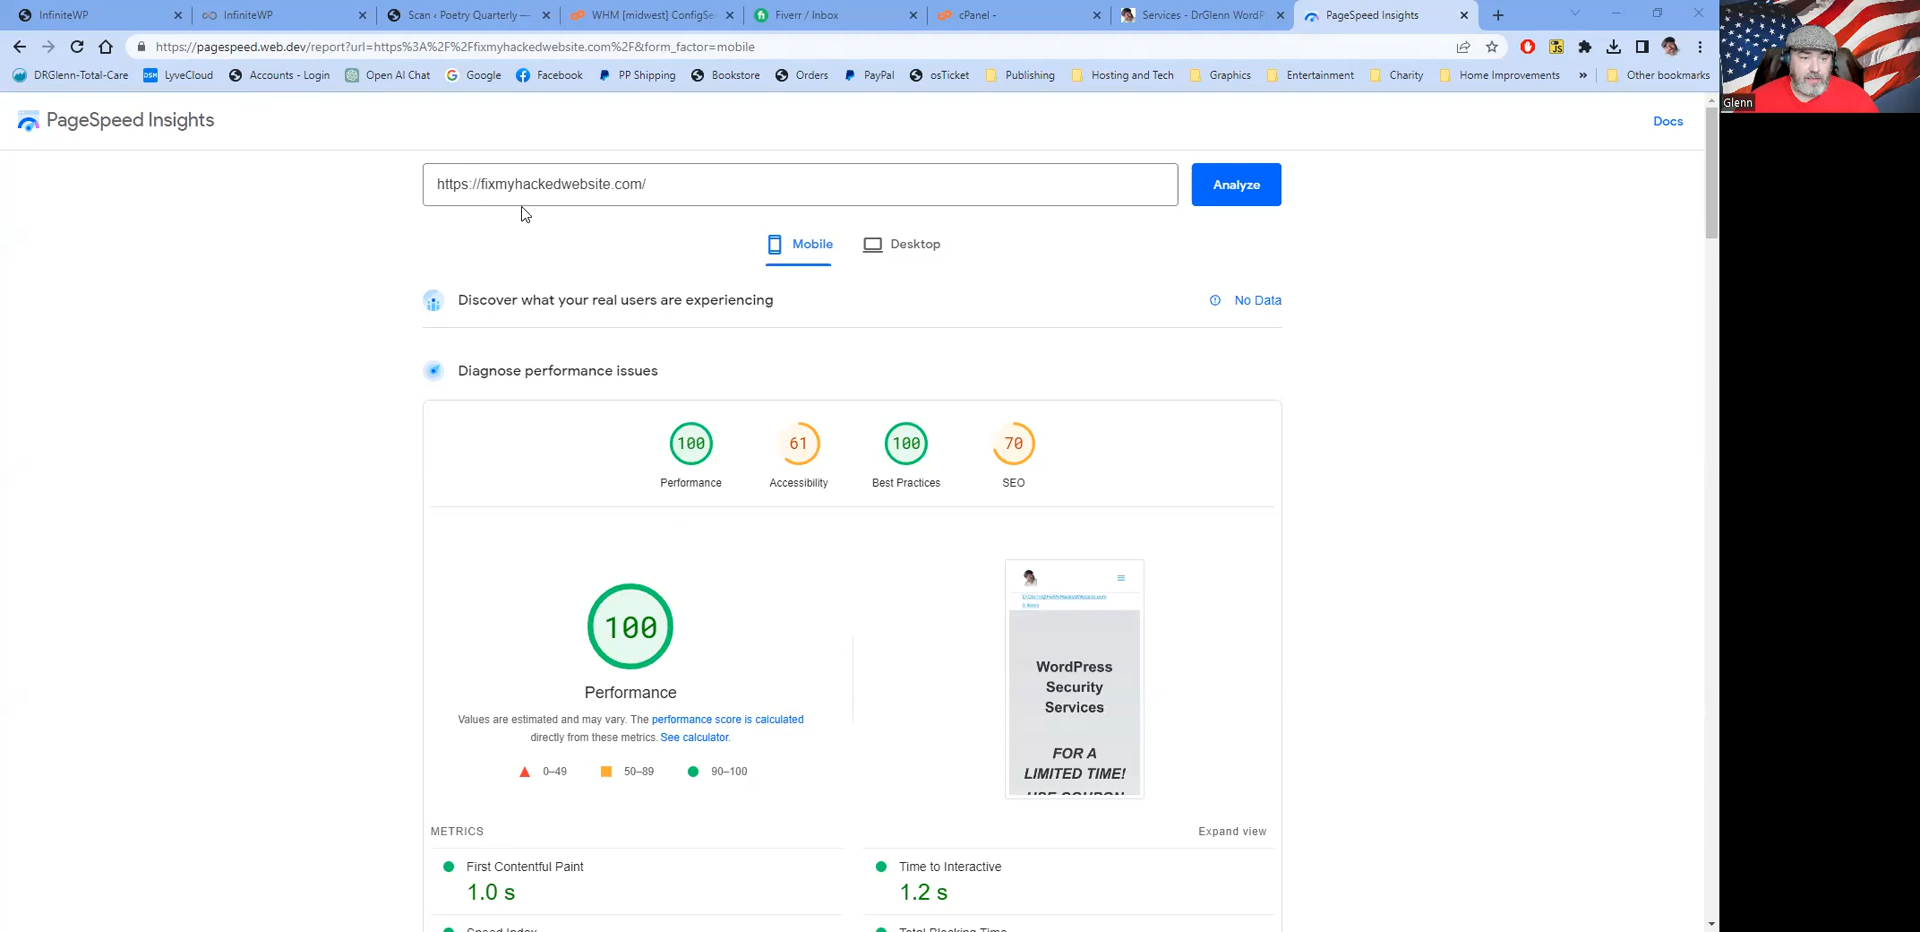 InfiniteWP
InfiniteWP
Scan ‹ Poetry Quarterly —
WHM [midwest] ConfigSe
Fiverr / Inbox
cPanel -
Services - DrGlenn WordP
PageSpeed Insights
https://pagespeed.web.dev/report?url=https%3A%2F%2Ffixmyhackedwebsite.com%2F&form_factor=mobile
DRGlenn-Total-Care
LyveCloud
Accounts - Login
Open AI Chat
Google
Facebook
PP Shipping
Bookstore
Orders
PayPal
osTicket
Publishing
Hosting and Tech
Graphics
Entertainment
Charity
Home Improvements
»
Other bookmarks
Glenn
PageSpeed Insights
Docs
https://fixmyhackedwebsite.com/
Analyze
Mobile
Desktop
Discover what your real users are experiencing
No Data
Diagnose performance issues
100
61
100
70
Performance
Accessibility
Best Practices
SEO
100
Performance
Values are estimated and may vary. The performance score is calculated
directly from these metrics. See calculator.
0–49
50–89
90–100
WordPress
Security
Services
FOR A
LIMITED TIME!
USE COUPON
METRICS
Expand view
First Contentful Paint
1.0 s
Time to Interactive
1.2 s
Speed Index
Total Blocking Time